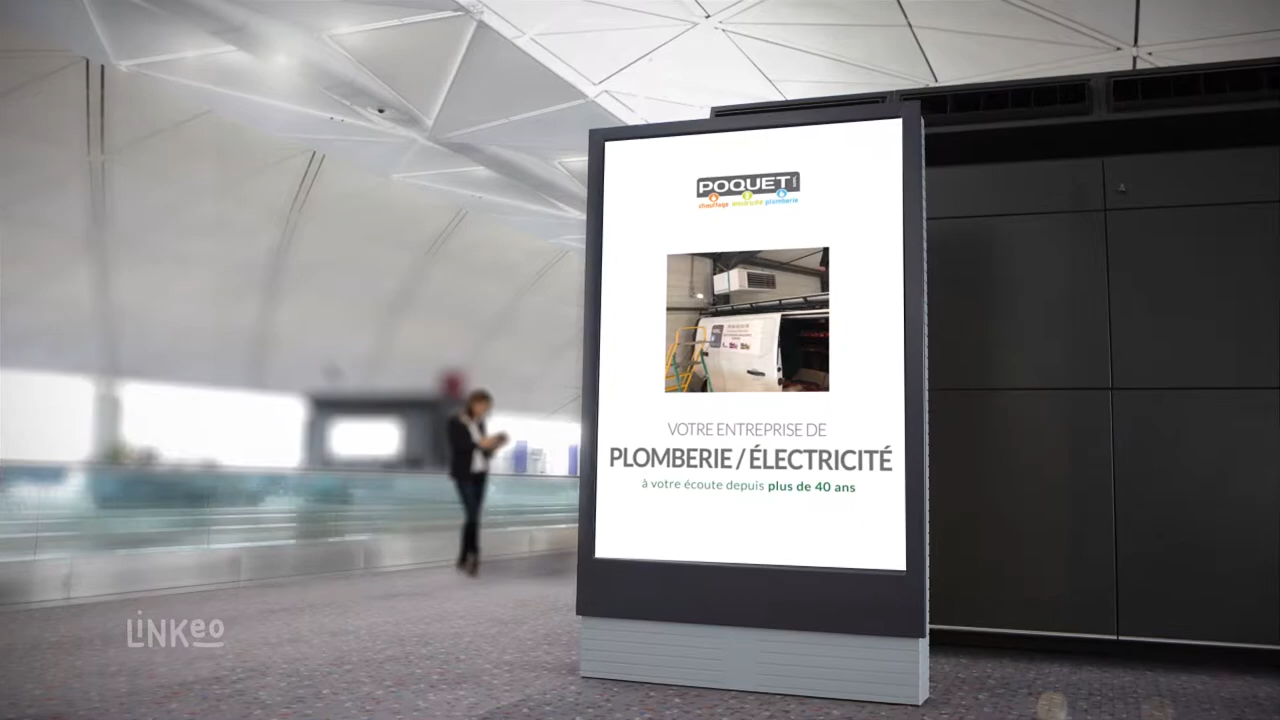 POQUET
chauffage électricité plomberie
VOTRE ENTREPRISE DE
PLOMBERIE / ÉLECTRICITÉ
à votre écoute depuis plus de 40 ans
LINKeo